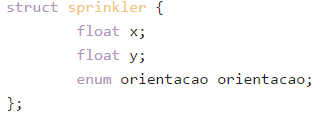 struct sprinkler {
        float x;
        float y;
        enum orientacao orientacao;
};